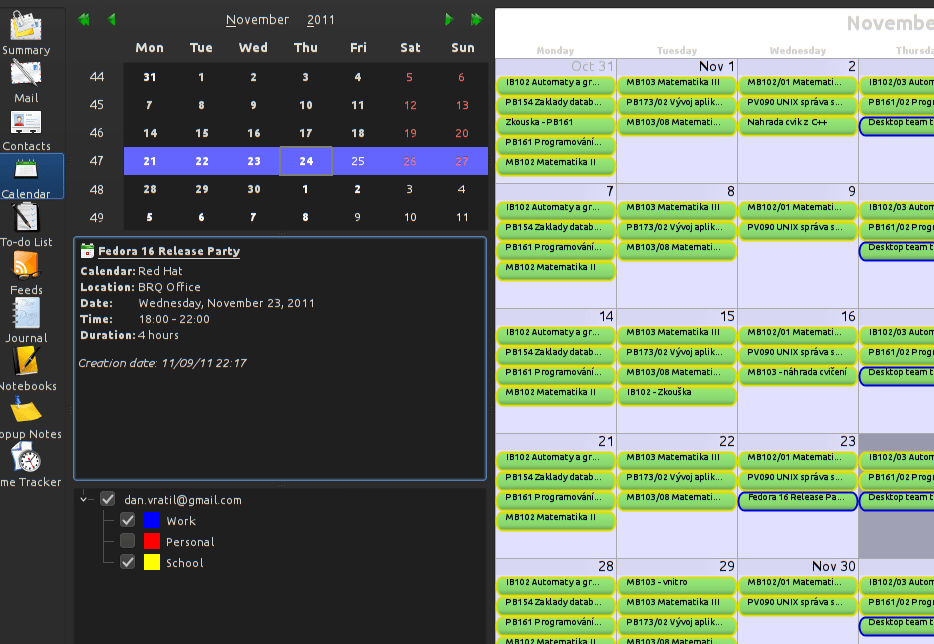 Summary
Mail
Contacts
Calendar
To-do List
Feeds
Journal
Notebooks
opup Notes
me Tracker
November 2011
Mon Tue Wed Thu Fri Sat Sun
44 31 1 2 3 4 5 6
45 7 8 9 10 11 12 13
46 14 15 16 17 18 19 20
47 21 22 23 24 25 26 27
48 28 29 30 1 2 3 4
49 5 6 7 8 9 10 11
Fedora 16 Release Party
Calendar: Red Hat
Location: BRQ Office
Date: Wednesday, November 23, 2011
Time: 18:00 - 22:00
Duration: 4 hours
Creation date: 11/09/11 22:17
dan.vratil@gmail.com
Work
Personal
School
Novembe
Monday Tuesday Wednesday Thursd
Oct 31 Nov 1 2
IB102 Automaty a gr... MB103 Matematika III MB102/01 Matemati... IB102/03 Autom
PB154 Zaklady datab... PB173/02 Vývoj aplik... PV090 UNIX správa s... PB161/02 Progr
Zkouska - PB161 MB103/08 Matemati... Nahrada cvik z C++ Desktop team t
PB161 Programování...
MB102 Matematika II
7 8 9
IB102 Automaty a gr... MB103 Matematika III MB102/01 Matemati... IB102/03 Autom
PB154 Zaklady datab... PB173/02 Vývoj aplik... PV090 UNIX správa s... PB161/02 Progr
PB161 Programování... MB103/08 Matemati... Desktop team t
MB102 Matematika II
14 15 16
IB102 Automaty a gr... MB103 Matematika III MB102/01 Matemati... IB102/03 Autom
PB154 Zaklady datab... PB173/02 Vývoj aplik... PV090 UNIX správa s... PB161/02 Progr
PB161 Programování... MB103/08 Matemati... MB103 - náhrada cvičení Desktop team t
MB102 Matematika II IB102 - Zkouška
21 22 23
IB102 Automaty a gr... MB103 Matematika III MB102/01 Matemati... IB102/03 Autom
PB154 Zaklady datab... PB173/02 Vývoj aplik... PV090 UNIX správa s... PB161/02 Progr
PB161 Programování... MB103/08 Matemati... Fedora 16 Release Pa... Desktop team t
MB102 Matematika II
28 29 Nov 30
IB102 Automaty a gr... MB103 - vnitro MB102/01 Matemati... IB102/03 Autom
PB154 Zaklady datab... MB103 Matematika III PV090 UNIX správa s... PB161/02 Progr
PB161 Programování... PB173/02 Vývoj aplik... Desktop team t
MB102 Matematika II MB103/08 Matemati...